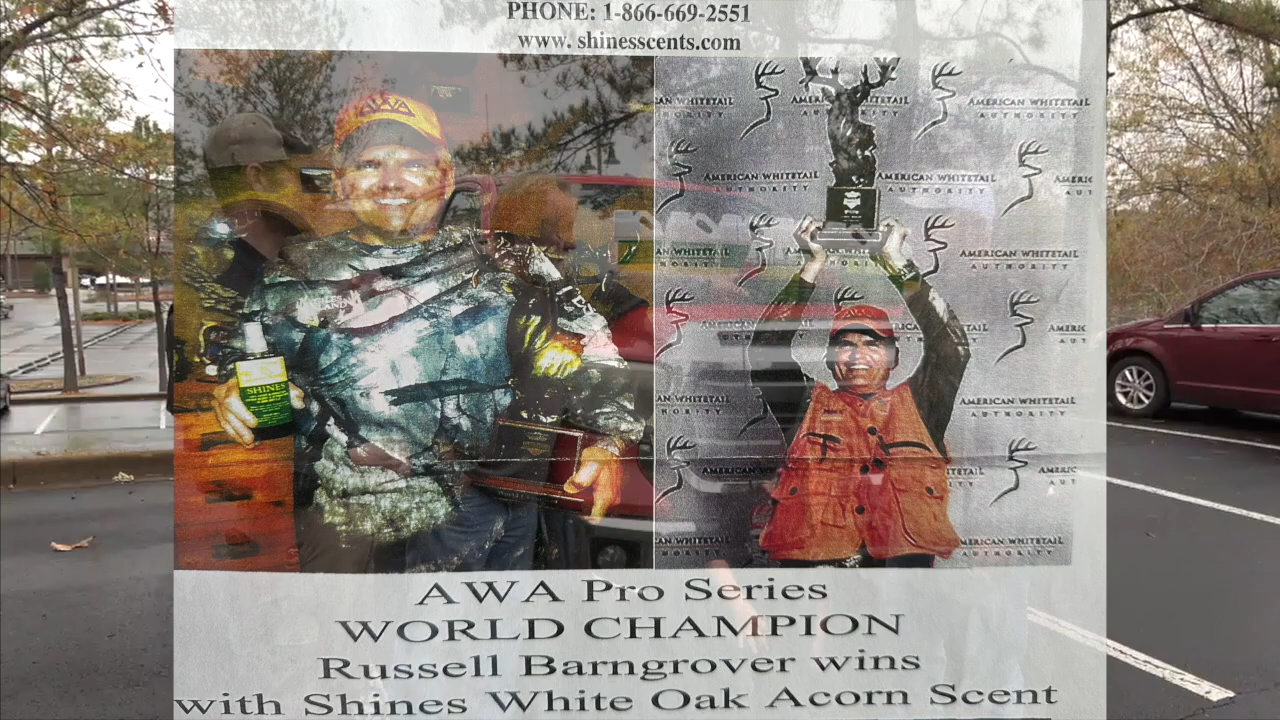 PHONE: 1-866-669-2551
www. shinesscents.com
AWA
SHINES
AMERICAN WHITETAIL
AUTHORITY
AWA Pro Series
WORLD CHAMPION
Russell Barngrover wins
with Shines White Oak Acorn Scent